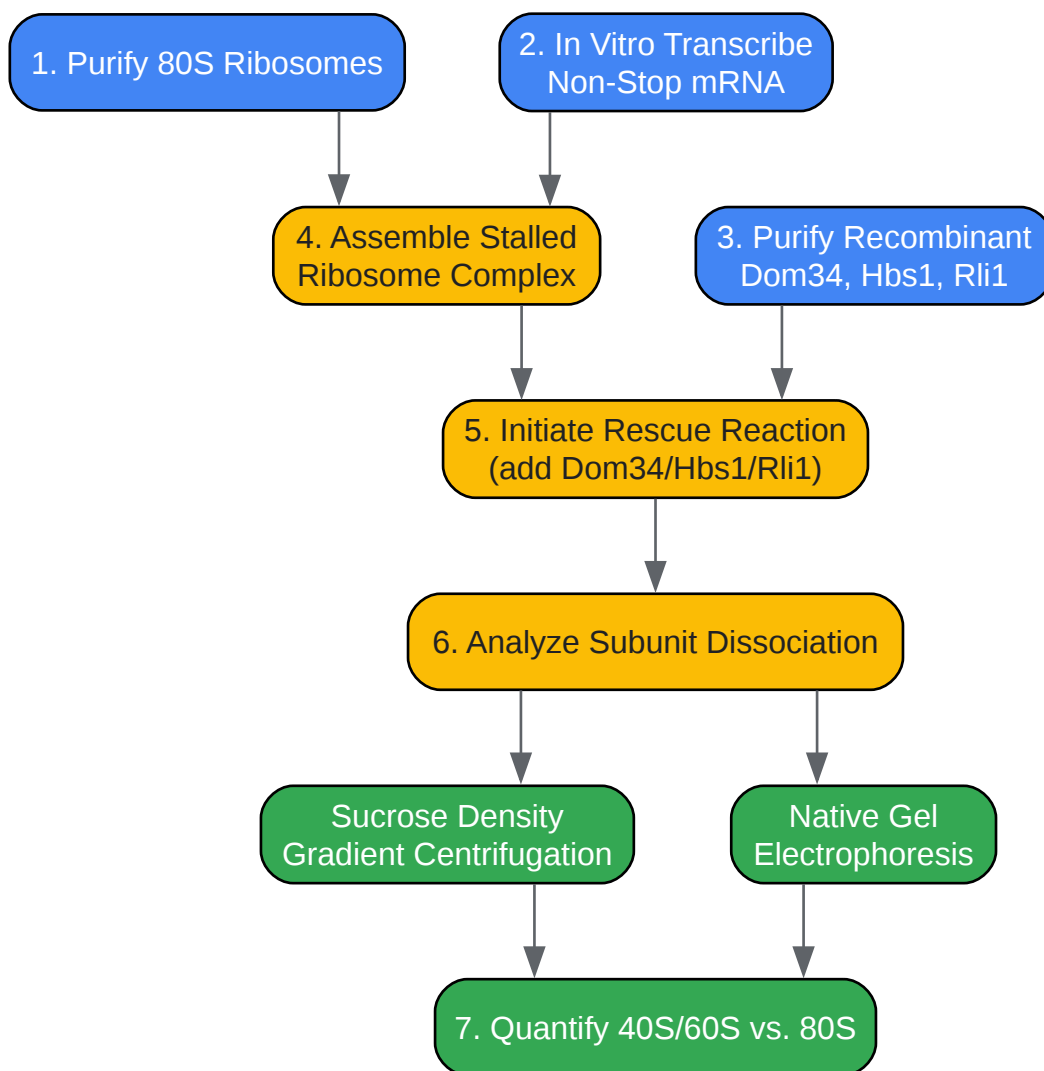 1. Purify 80S Ribosomes
2. In Vitro Transcribe
Non-Stop mRNA
4. Assemble Stalled
Ribosome Complex
3. Purify Recombinant
Dom34, Hbs1, Rli1
5. Initiate Rescue Reaction
(add Dom34/Hbs1/Rli1)
6. Analyze Subunit Dissociation
Sucrose Density
Gradient Centrifugation
Native Gel
Electrophoresis
7. Quantify 40S/60S vs. 80S